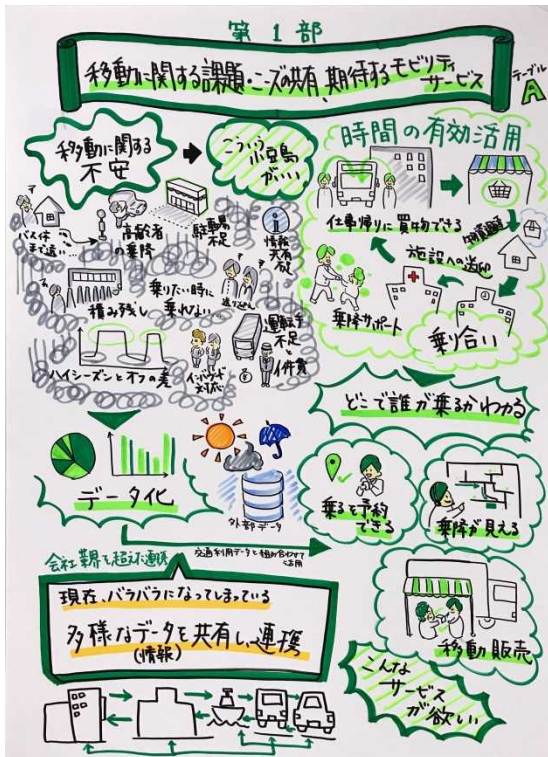 第1部
移動に関する課題・ニーズの共有、期待するモビリティ
サービス
テーブル
A
移動に関する
不安
こういう
小豆島
がいい
時間の有効活用
バス停
まで遠い…
高齢者
の乗降
駐車場
不足
情報
共有
不足
積み残し
乗りたい時に
乗れない…
ハイシーズンとオフの差
インバウンド
対応
運転手
不足と
人件費
仕事帰りに買物できる
施設への送迎
乗降サポート
乗り合い
どこで誰が乗るかわかる
データ化
外部データ
交通利用データと組み合わせて
活用
乗るを予約
できる
乗降が見える
移動販売
会社業界を超えた連携
現在、バラバラになってしまっている
多様なデータを共有し、連携
(情報)
こんな
サービス
が欲しい